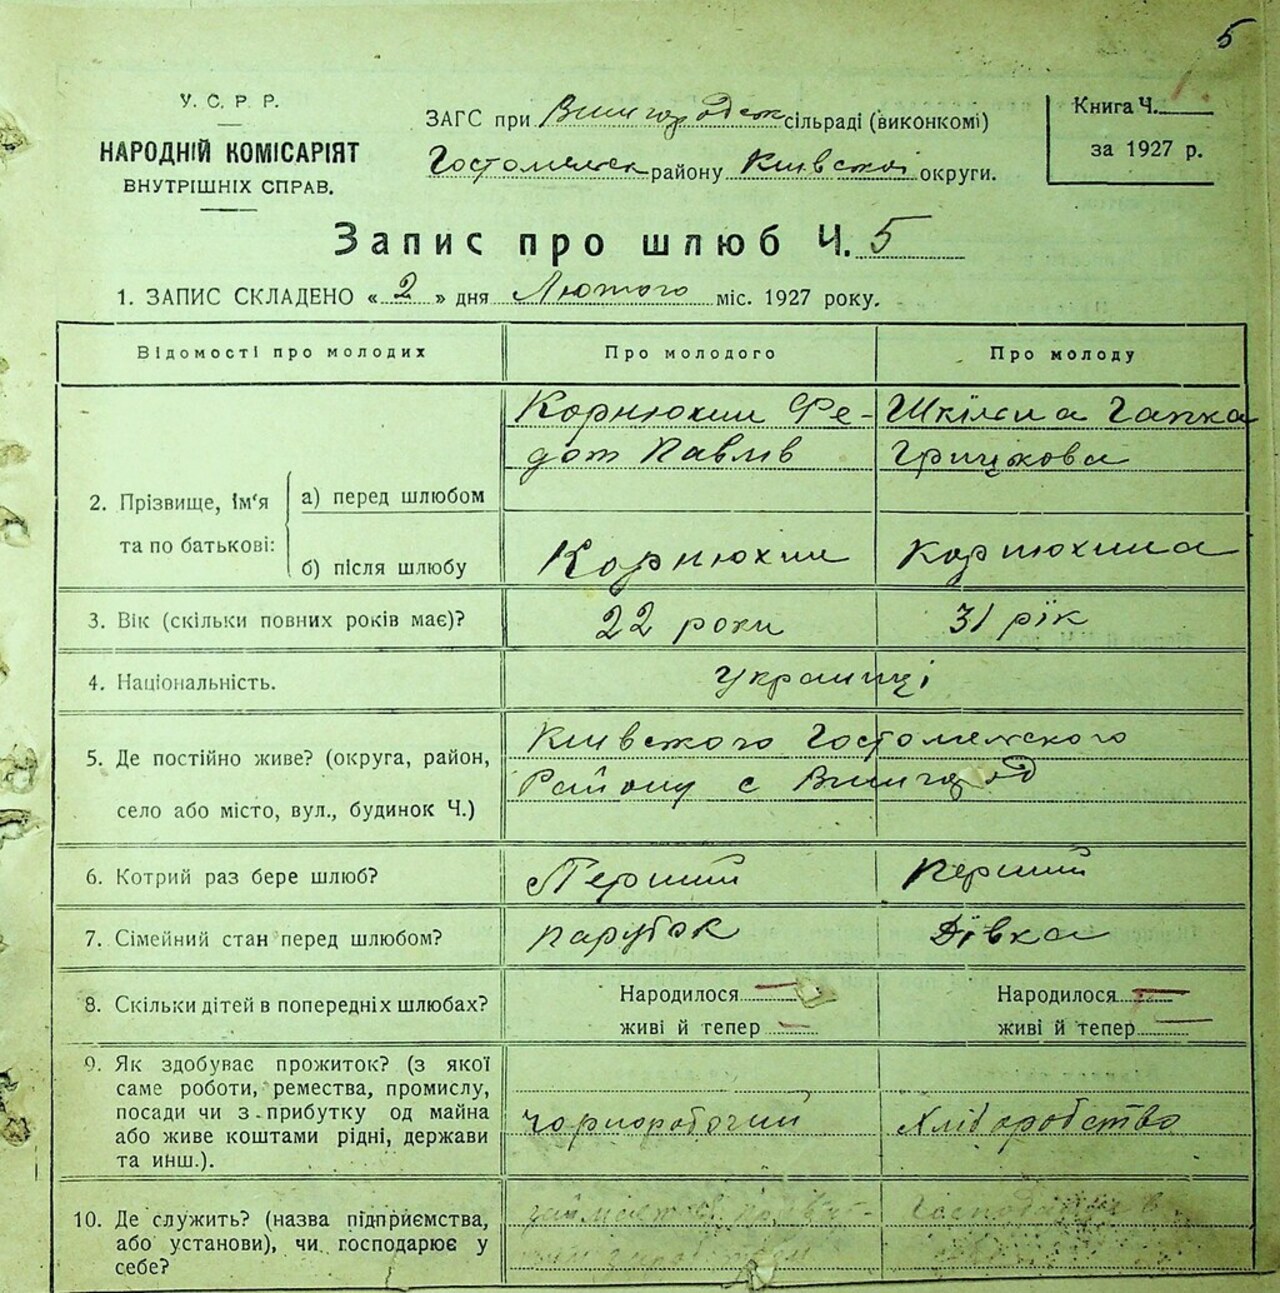 5
У. С. Р. Р.
НАРОДНІЙ КОМІСАРІЯТ
ВНУТРІШНІХ СПРАВ.
ЗАГС при Вишгородск сільраді (виконкомі)
Гостомельск району Київської округи.
Книга Ч.
за 1927 р.
Запис про шлюб Ч. 5
1. ЗАПИС СКЛАДЕНО «2» дня Лютого міс. 1927 року.
Відомості про молодих
Про молодого
Про молоду
2. Прізвище, ім'я та по батькові:
а) перед шлюбом
Корнюхин Фе-
дот Павлів
Шкільна Гапка
Грицкова
б) після шлюбу
Корнюхин
Корнюхина
3. Вік (скільки повних років має)?
22 роки
31 рік
4. Національність.
Украинці
5. Де постійно живе? (округа, район,
село або місто, вул., будинок Ч.)
Київского Гостомельского
Району с Вишгород
6. Котрий раз бере шлюб?
Перший
Перший
7. Сімейний стан перед шлюбом?
парубок
Дівка
8. Скільки дітей в попередніх шлюбах?
Народилося —
живі й тепер —
Народилося —
живі й тепер —
9. Як здобуває прожиток? (з якої
саме роботи, ремества, промислу,
посади чи з прибутку од майна
або живе коштами рідні, держави
та инш.).
чорноробочий
Хліборобство
10. Де служить? (назва підприємства,
або установи), чи господарює у
себе?